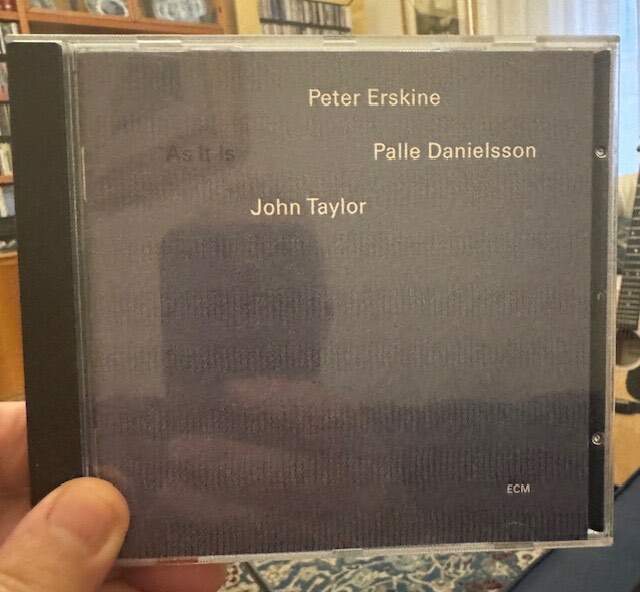 Peter Erskine
As It Is
Palle Danielsson
John Taylor
ECM